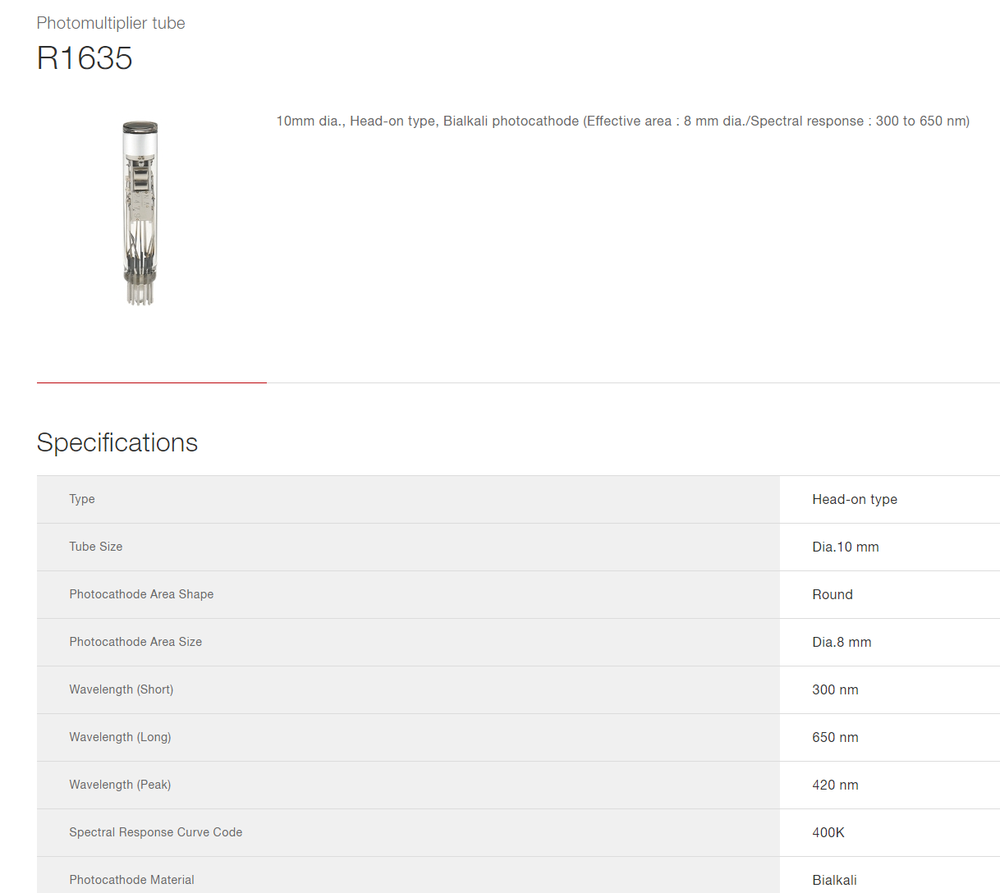 Photomultiplier tube
R1635
10mm dia., Head-on type, Bialkali photocathode (Effective area : 8 mm dia./Spectral response : 300 to 650 nm)
Specifications
Type Head-on type
Tube Size Dia.10 mm
Photocathode Area Shape Round
Photocathode Area Size Dia.8 mm
Wavelength (Short) 300 nm
Wavelength (Long) 650 nm
Wavelength (Peak) 420 nm
Spectral Response Curve Code 400K
Photocathode Material Bialkali